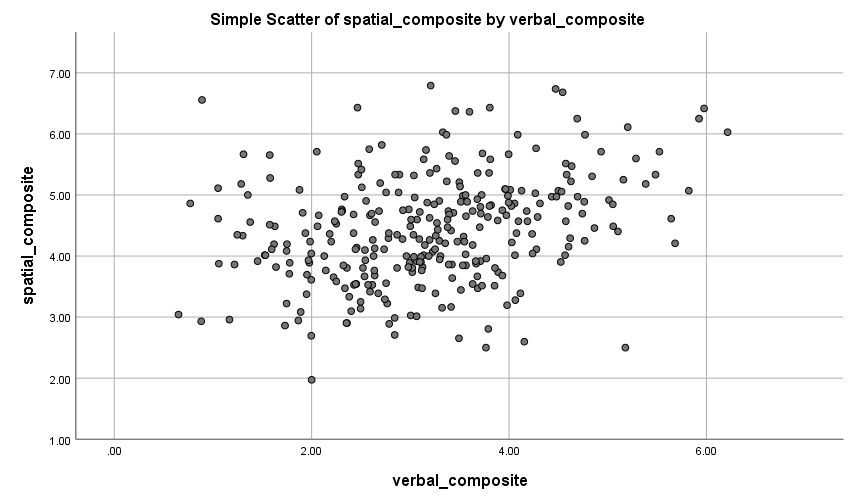 Simple Scatter of spatial_composite by verbal_composite
7.00
6.00
5.00
4.00
3.00
2.00
1.00
spatial_composite
.00 2.00 4.00 6.00
verbal_composite